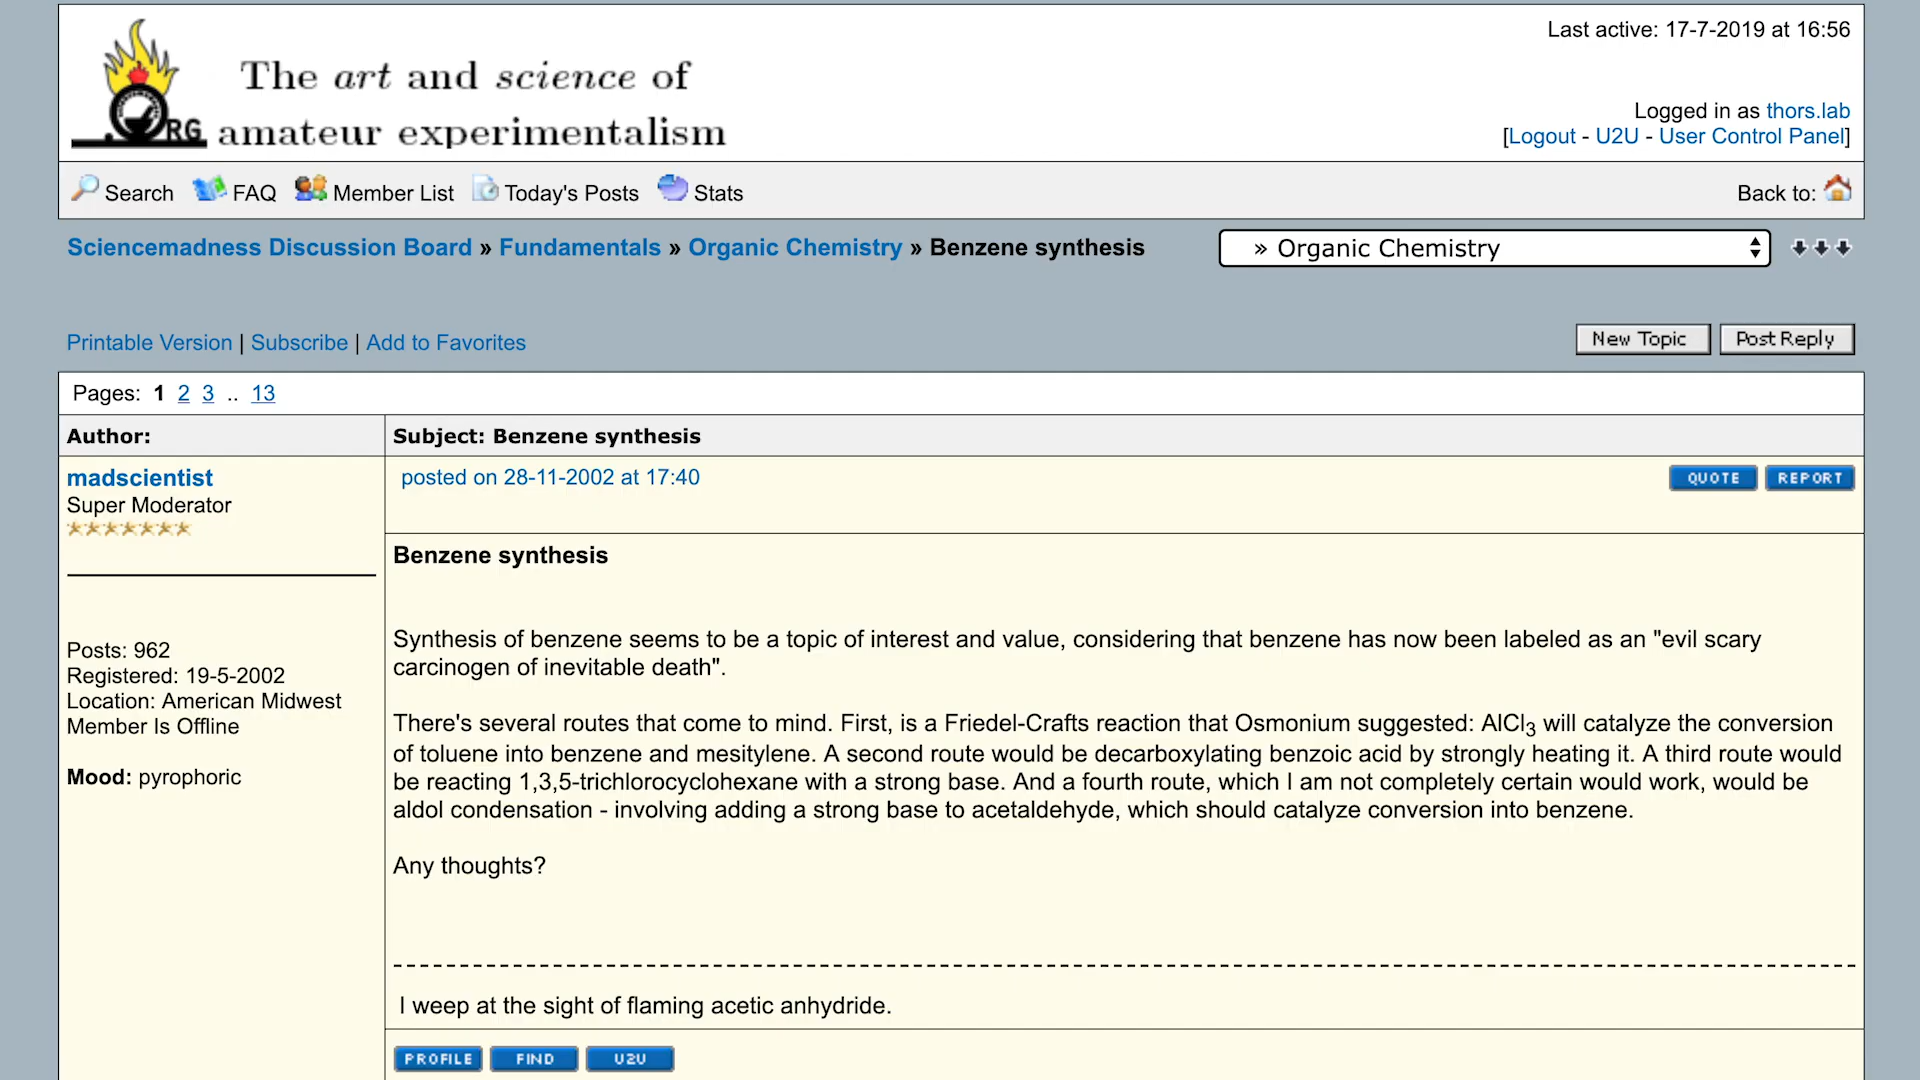 The art and science of
amateur experimentalism
RG
Last active: 17-7-2019 at 16:56
Logged in as thors.lab
[Logout - U2U - User Control Panel]
Search FAQ Member List Today's Posts Stats
Back to:
Sciencemadness Discussion Board » Fundamentals » Organic Chemistry » Benzene synthesis
» Organic Chemistry
Printable Version | Subscribe | Add to Favorites
New Topic Post Reply
Pages: 1 2 3 .. 13
Author: Subject: Benzene synthesis
madscientist
Super Moderator
Posts: 962
Registered: 19-5-2002
Location: American Midwest
Member Is Offline
Mood: pyrophoric
posted on 28-11-2002 at 17:40
QUOTE REPORT
Benzene synthesis
Synthesis of benzene seems to be a topic of interest and value, considering that benzene has now been labeled as an "evil scary
carcinogen of inevitable death".
There's several routes that come to mind. First, is a Friedel-Crafts reaction that Osmonium suggested: AlCl3 will catalyze the conversion
of toluene into benzene and mesitylene. A second route would be decarboxylating benzoic acid by strongly heating it. A third route would
be reacting 1,3,5-trichlorocyclohexane with a strong base. And a fourth route, which I am not completely certain would work, would be
aldol condensation - involving adding a strong base to acetaldehyde, which should catalyze conversion into benzene.
Any thoughts?
I weep at the sight of flaming acetic anhydride.
PROFILE FIND U2U